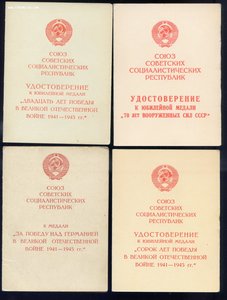 СОЮЗ
СОВЕТСКИХ
СОЦИАЛИСТИЧЕСКИХ
РЕСПУБЛИК
УДОСТОВЕРЕНИЕ
К ЮБИЛЕЙНОЙ МЕДАЛИ
„ДВАДЦАТЬ ЛЕТ ПОБЕДЫ
В ВЕЛИКОЙ ОТЕЧЕСТВЕННОЙ
ВОЙНЕ 1941—1945 гг."
СОЮЗ
СОВЕТСКИХ
СОЦИАЛИСТИЧЕСКИХ
РЕСПУБЛИК
УДОСТОВЕРЕНИЕ
К ЮБИЛЕЙНОЙ МЕДАЛИ
„70 ЛЕТ ВООРУЖЕННЫХ СИЛ СССР"
СОЮЗ
СОВЕТСКИХ
СОЦИАЛИСТИЧЕСКИХ
РЕСПУБЛИК
К МЕДАЛИ
„ЗА ПОБЕДУ НАД ГЕРМАНИЕЙ
В ВЕЛИКОЙ ОТЕЧЕСТВЕННОЙ
ВОЙНЕ 1941—1945 гг."
СОЮЗ
СОВЕТСКИХ
СОЦИАЛИСТИЧЕСКИХ
РЕСПУБЛИК
УДОСТОВЕРЕНИЕ
К ЮБИЛЕЙНОЙ МЕДАЛИ
„СОРОК ЛЕТ ПОБЕДЫ
В ВЕЛИКОЙ ОТЕЧЕСТВЕННОЙ
ВОЙНЕ 1941—1945 гг."